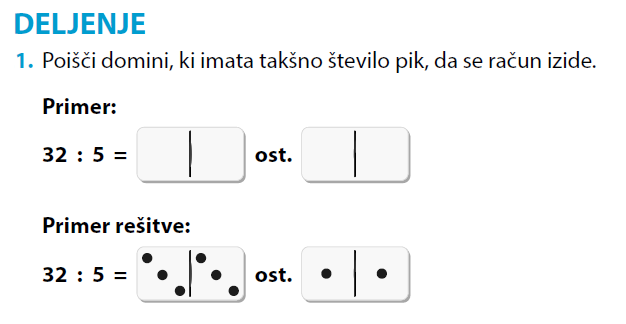 DELJENJE
1. Poišči domini, ki imata takšno število pik, da se račun izide.
Primer:
32 : 5 = ost.
Primer rešitve:
32 : 5 = ost.